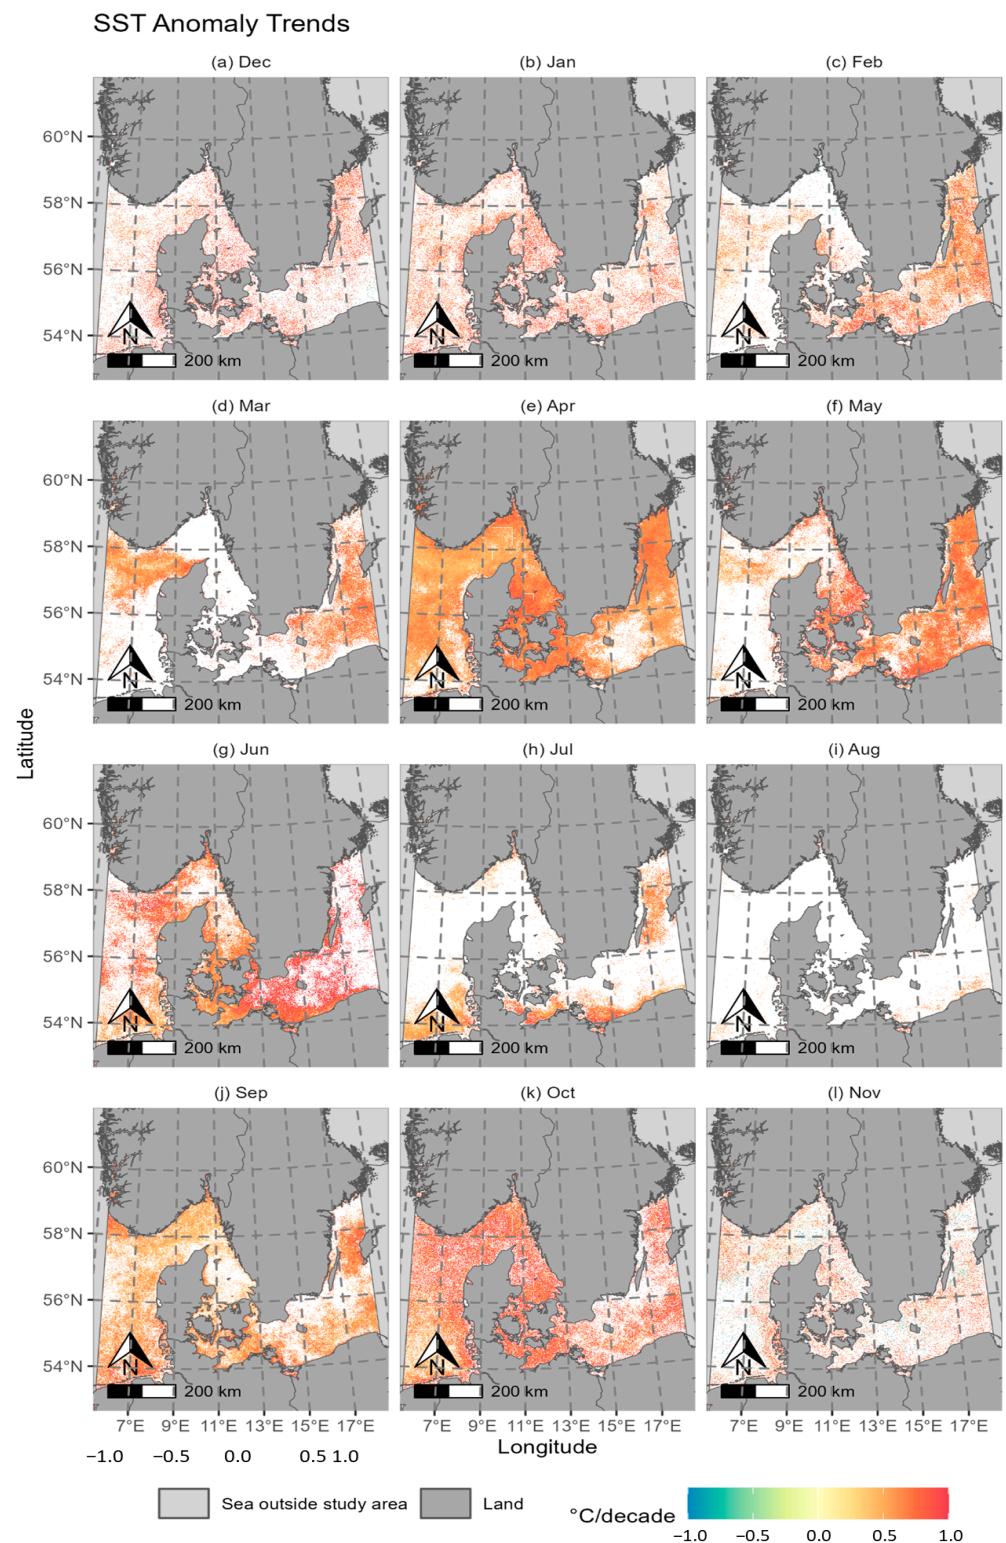 SST Anomaly Trends
(a) Dec (b) Jan (c) Feb
60°N
58°N
56°N
54°N
N 200 km N 200 km N 200 km
(d) Mar (e) Apr (f) May
60°N
58°N
56°N
54°N
N 200 km N 200 km N 200 km
Latitude
(g) Jun (h) Jul (i) Aug
60°N
58°N
56°N
54°N
N 200 km N 200 km N 200 km
(j) Sep (k) Oct (l) Nov
60°N
58°N
56°N
54°N
N 200 km N 200 km N 200 km
7°E 9°E 11°E 13°E 15°E 17°E 7°E 9°E 11°E 13°E 15°E 17°E 7°E 9°E 11°E 13°E 15°E 17°E
Longitude
−1.0 −0.5 0.0 0.5 1.0
Sea outside study area Land °C/decade
−1.0 −0.5 0.0 0.5 1.0